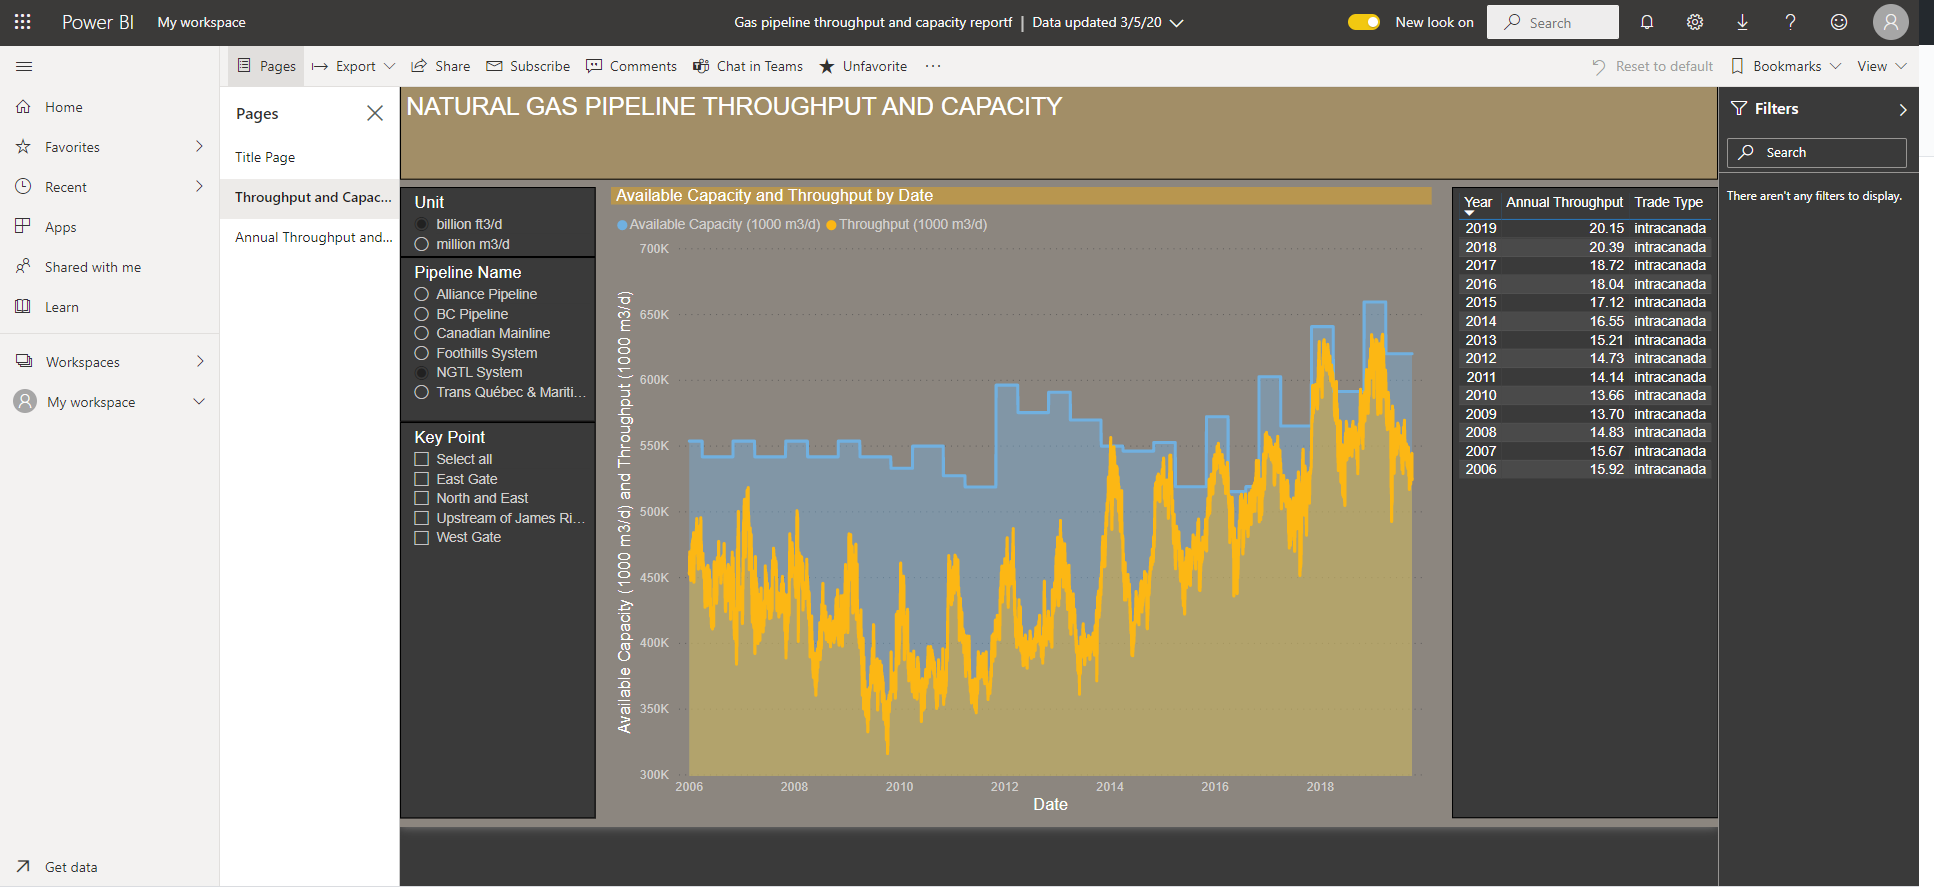 Power BI
My workspace
Gas pipeline throughput and capacity reportf | Data updated 3/5/20
New look on
Search
Pages
Export
Share
Subscribe
Comments
Chat in Teams
Unfavorite
Reset to default
Bookmarks
View
Home
Favorites
Recent
Apps
Shared with me
Learn
Workspaces
My workspace
Get data
Pages
Title Page
Throughput and Capac...
Annual Throughput and...
NATURAL GAS PIPELINE THROUGHPUT AND CAPACITY
Unit
billion ft3/d
million m3/d
Pipeline Name
Alliance Pipeline
BC Pipeline
Canadian Mainline
Foothills System
NGTL System
Trans Québec & Mariti...
Key Point
Select all
East Gate
North and East
Upstream of James Ri...
West Gate
Available Capacity and Throughput by Date
Available Capacity (1000 m3/d) Throughput (1000 m3/d)
Available Capacity (1000 m3/d) and Throughput (1000 m3/d)
700K
650K
600K
550K
500K
450K
400K
350K
300K
2006 2008 2010 2012 2014 2016 2018
Date
Year Annual Throughput Trade Type
2019 20.15 intracanada
2018 20.39 intracanada
2017 18.72 intracanada
2016 18.04 intracanada
2015 17.12 intracanada
2014 16.55 intracanada
2013 15.21 intracanada
2012 14.73 intracanada
2011 14.14 intracanada
2010 13.66 intracanada
2009 13.70 intracanada
2008 14.83 intracanada
2007 15.67 intracanada
2006 15.92 intracanada
Filters
Search
There aren't any filters to display.